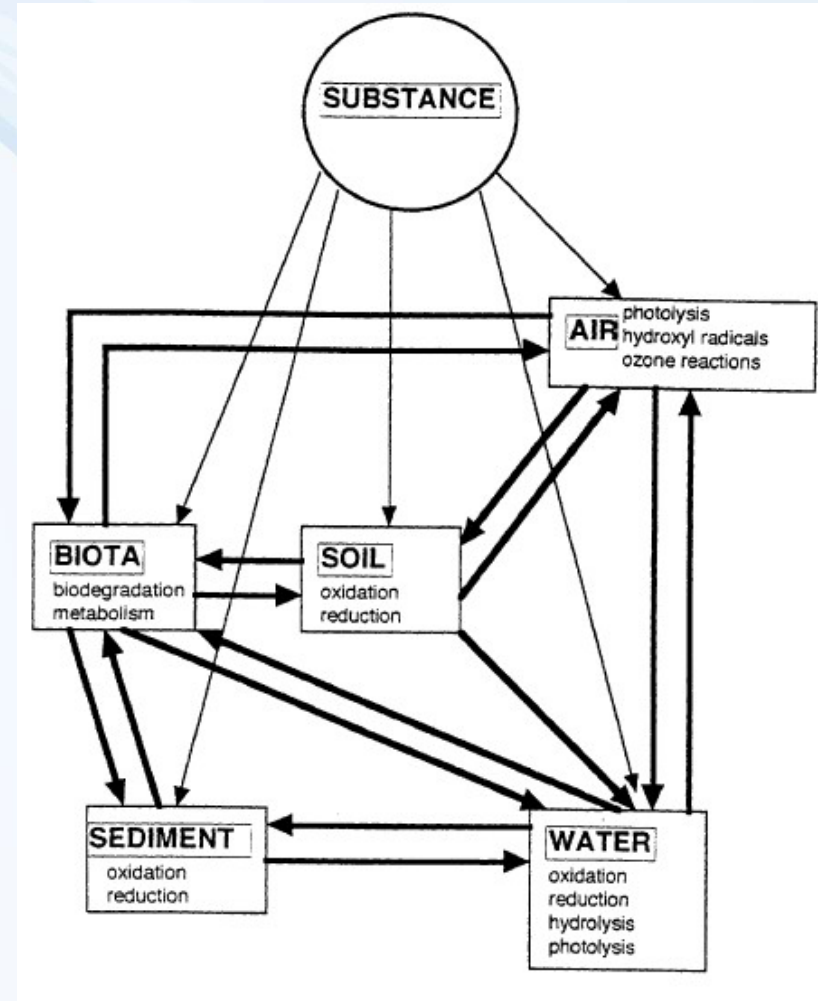 SUBSTANCE
AIR
photolysis
hydroxyl radicals
ozone reactions
BIOTA
biodegradation
metabolism
SOIL
oxidation
reduction
SEDIMENT
oxidation
reduction
WATER
oxidation
reduction
hydrolysis
photolysis